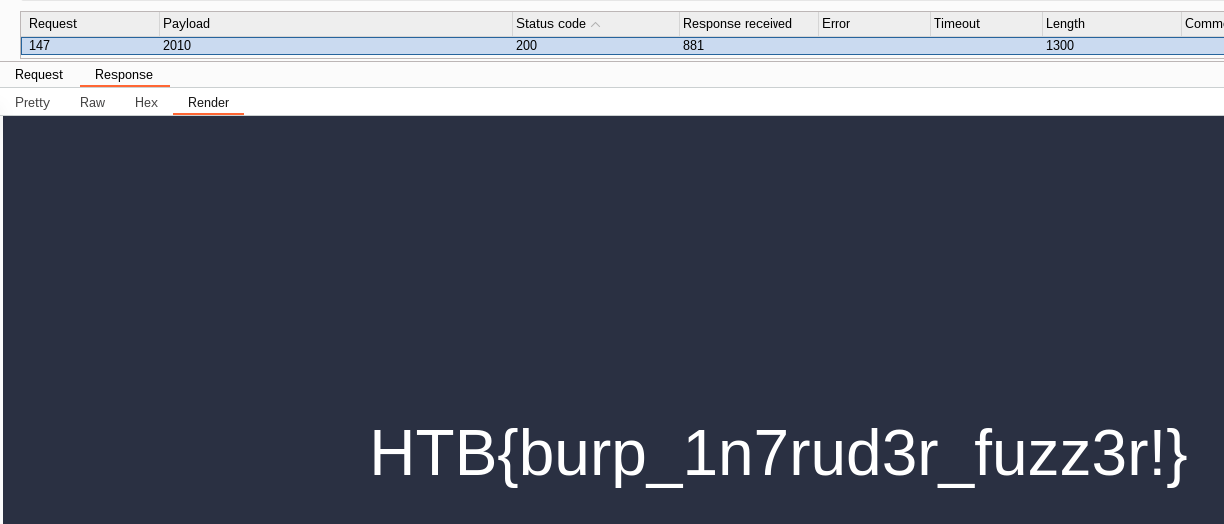 Request Payload Status code Response received Error Timeout Length
147 2010 200 881 1300
Request Response
Pretty Raw Hex Render
HTB{burp_1n7rud3r_fuzz3r!}